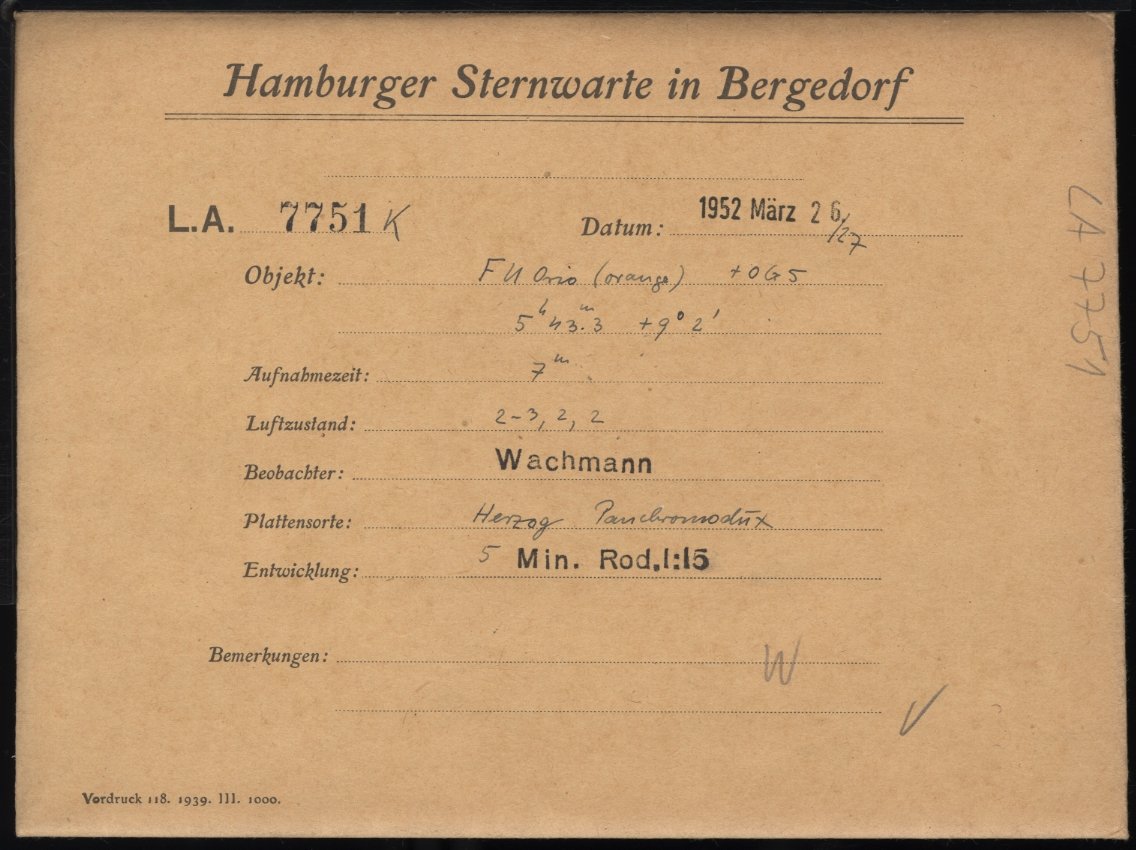 Hamburger Sternwarte in Bergedorf
L.A. 7751 K
Datum: 1952 März 26/27
Objekt: FU Orio (orange) +OG5
5ʰ43ᵐ.3 +9° 2'
Aufnahmezeit: 7ᵐ
Luftzustand: 2-3, 2, 2
Beobachter: Wachmann
Plattensorte: Herzog Panchromodux
Entwicklung: 5 Min. Rod.1:15
Bemerkungen: W
V
Vordruck 118. 1939. III. 1000.
LA 7751